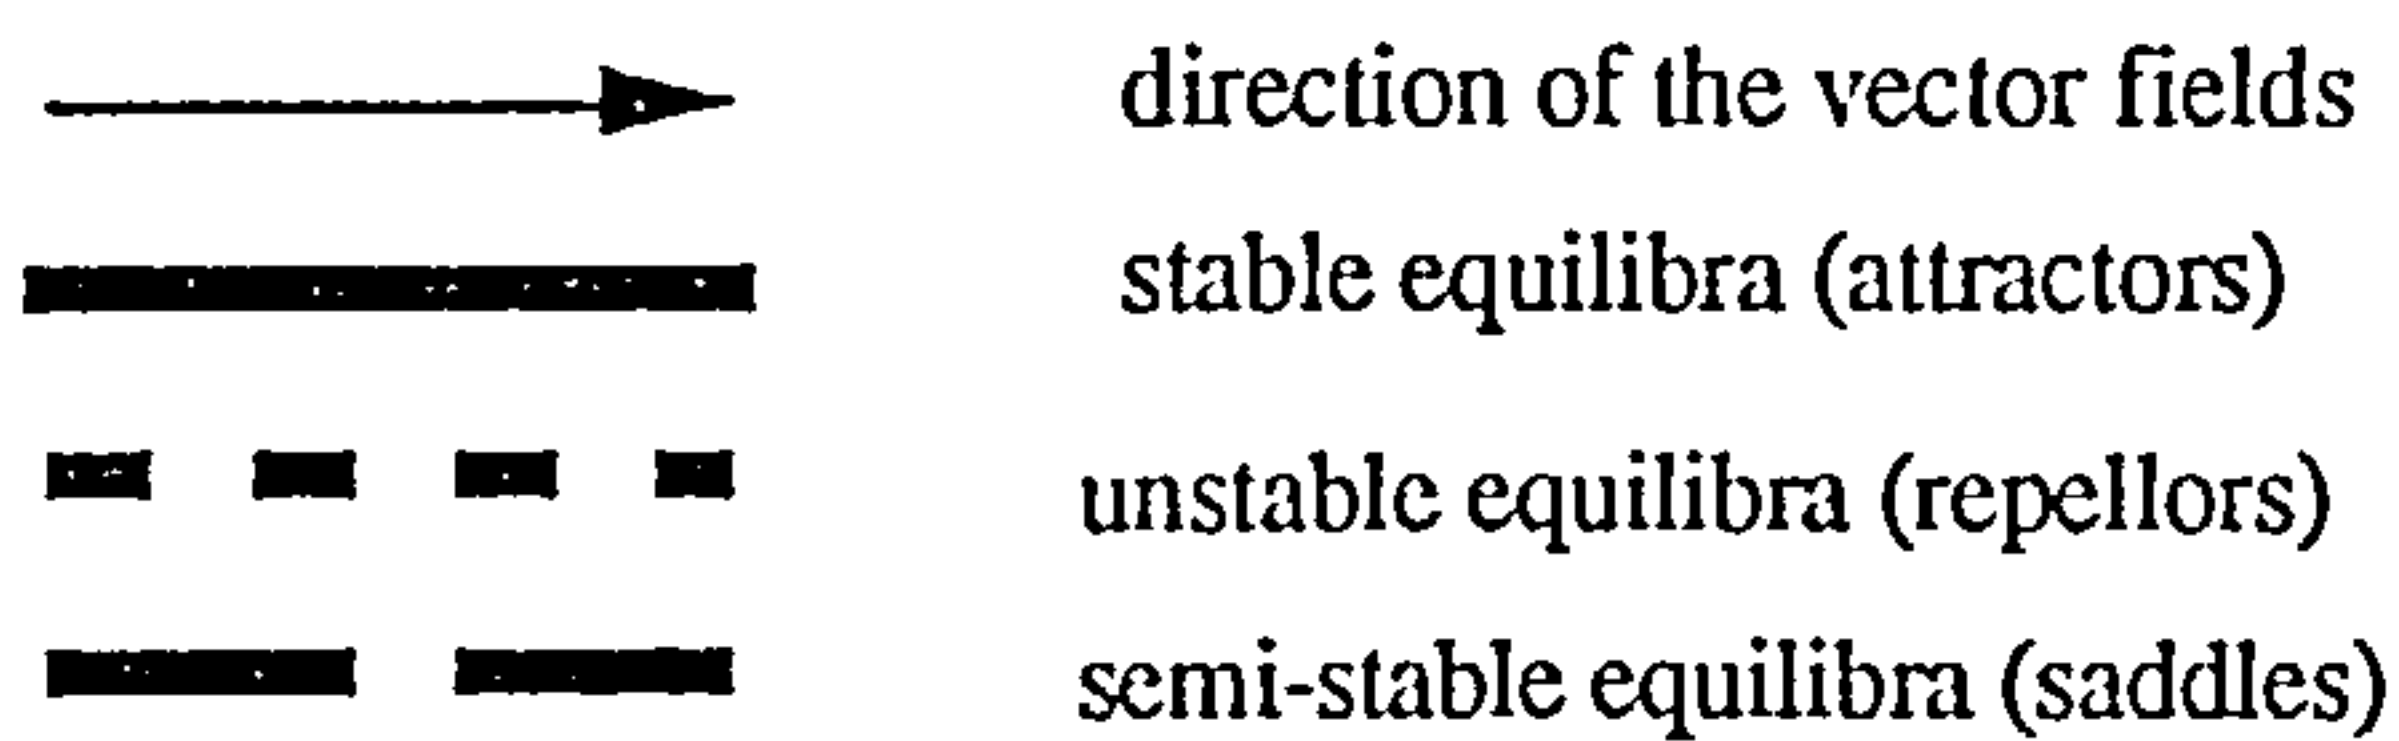 direction of the vector fields
stable equilibra (attractors)
unstable equilibra (repellors)
semi-stable equilibra (saddles)